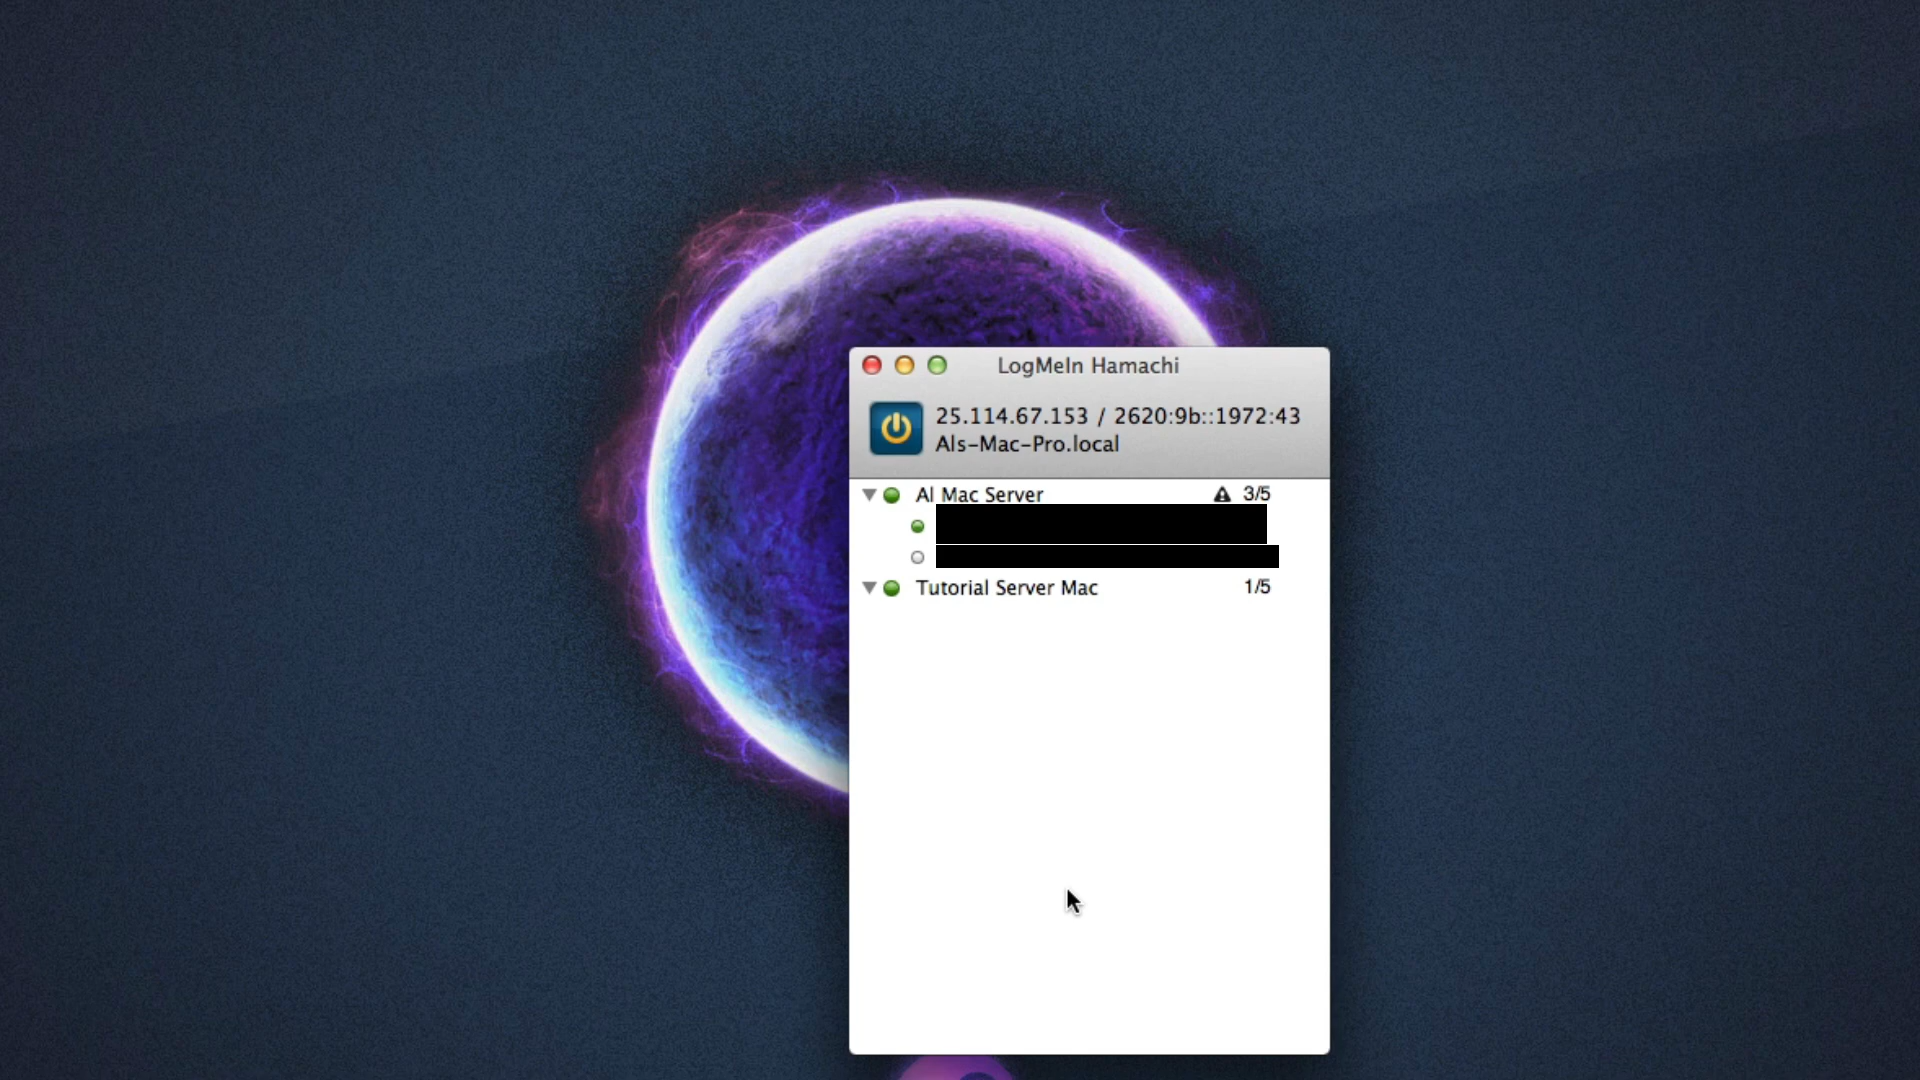 LogMeIn Hamachi
25.114.67.153 / 2620:9b::1972:43
Als-Mac-Pro.local
Al Mac Server 3/5
Tutorial Server Mac 1/5